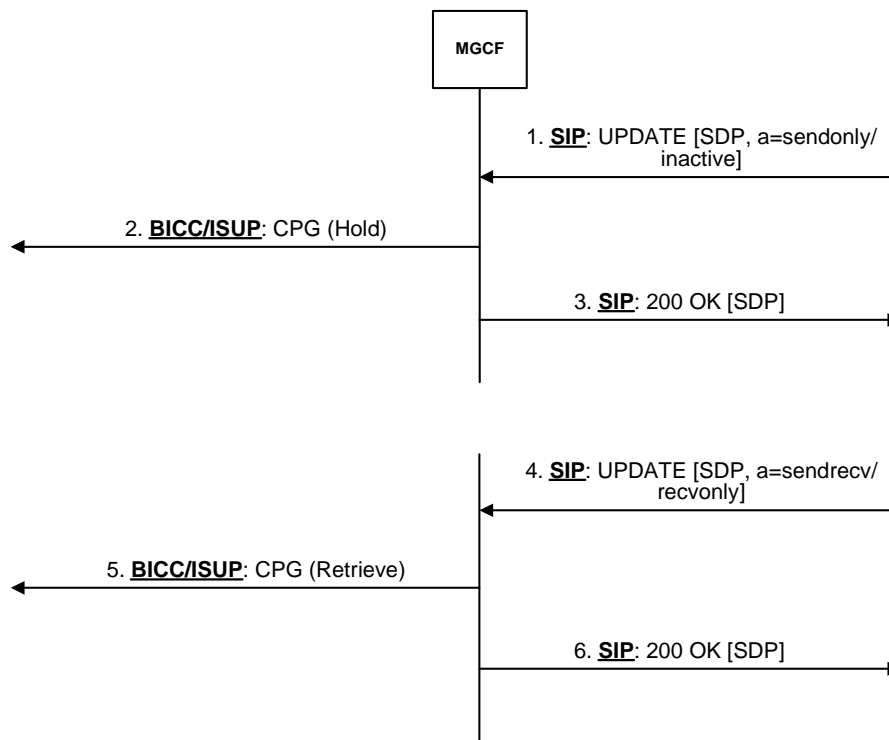 MGCF
1. SIP: UPDATE [SDP, a=sendonly/
inactive]
2. BICC/ISUP: CPG (Hold)
3. SIP: 200 OK [SDP]
4. SIP: UPDATE [SDP, a=sendrecv/
recvonly]
5. BICC/ISUP: CPG (Retrieve)
6. SIP: 200 OK [SDP]